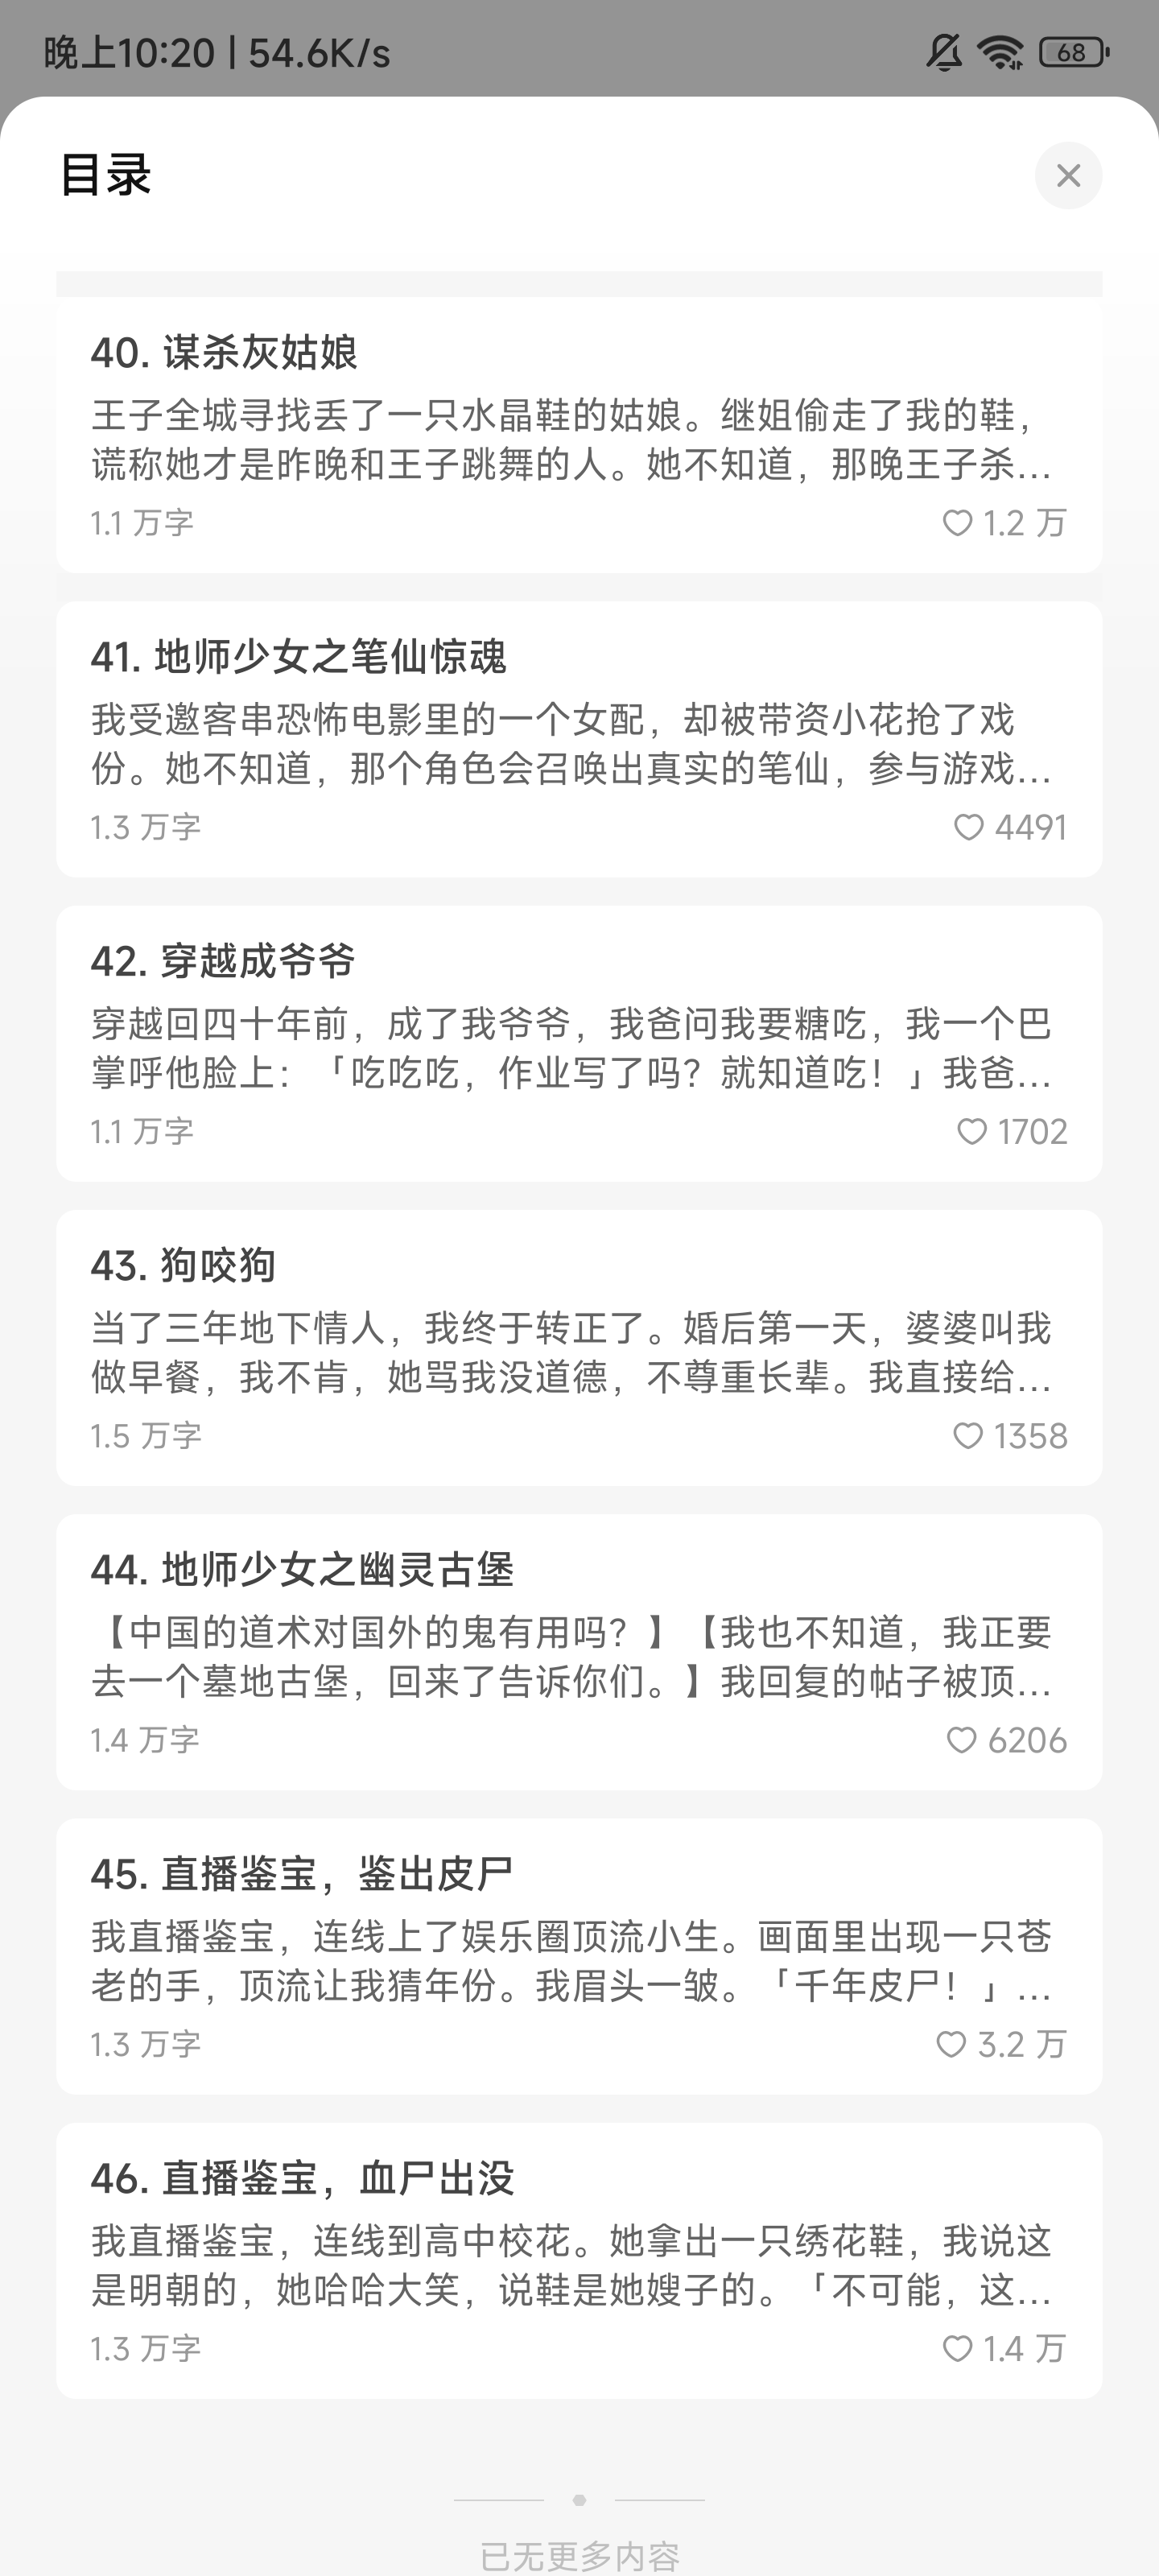 晚上10:20 | 54.6K/s
68
目录
40. 谋杀灰姑娘
王子全城寻找丢了一只水晶鞋的姑娘。继姐偷走了我的鞋，
谎称她才是昨晚和王子跳舞的人。她不知道，那晚王子杀...
1.1 万字
1.2 万
41. 地师少女之笔仙惊魂
我受邀客串恐怖电影里的一个女配，却被带资小花抢了戏
份。她不知道，那个角色会召唤出真实的笔仙，参与游戏...
1.3 万字
4491
42. 穿越成爷爷
穿越回四十年前，成了我爷爷，我爸问我要糖吃，我一个巴
掌呼他脸上：「吃吃吃，作业写了吗？就知道吃！」我爸...
1.1 万字
1702
43. 狗咬狗
当了三年地下情人，我终于转正了。婚后第一天，婆婆叫我
做早餐，我不肯，她骂我没道德，不尊重长辈。我直接给...
1.5 万字
1358
44. 地师少女之幽灵古堡
【中国的道术对国外的鬼有用吗？】【我也不知道，我正要
去一个墓地古堡，回来了告诉你们。】我回复的帖子被顶...
1.4 万字
6206
45. 直播鉴宝，鉴出皮尸
我直播鉴宝，连线上了娱乐圈顶流小生。画面里出现一只苍
老的手，顶流让我猜年份。我眉头一皱。「千年皮尸！」...
1.3 万字
3.2 万
46. 直播鉴宝，血尸出没
我直播鉴宝，连线到高中校花。她拿出一只绣花鞋，我说这
是明朝的，她哈哈大笑，说鞋是她嫂子的。「不可能，这...
1.3 万字
1.4 万
已无更多内容